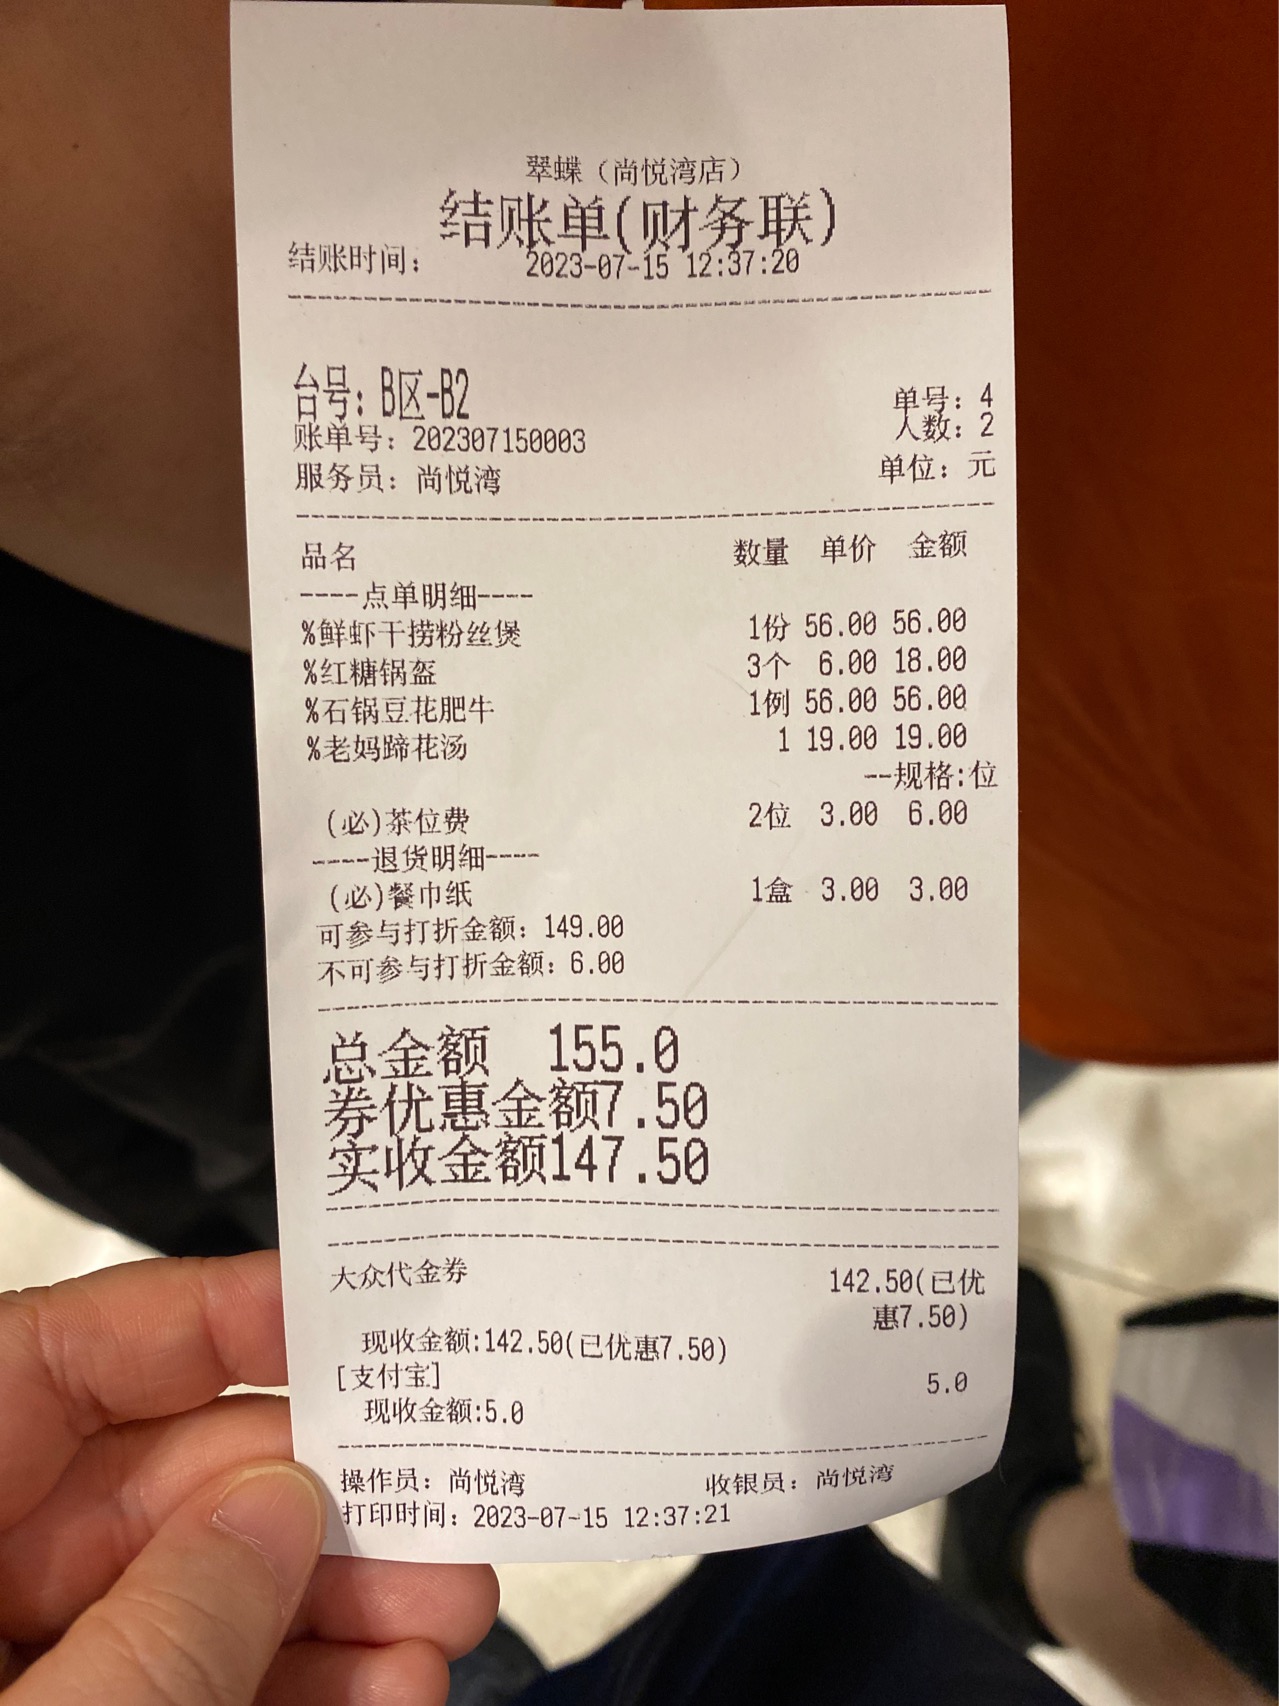 翠蝶（尚悦湾店）
结账单(财务联)
结账时间： 2023-07-15 12:37:20
台号: B区-B2
单号: 4
账单号: 202307150003
人数: 2
服务员: 尚悦湾
单位: 元
品名 数量 单价 金额
----点单明细----
%鲜虾干捞粉丝煲 1份 56.00 56.00
%红糖锅盔 3个 6.00 18.00
%石锅豆花肥牛 1例 56.00 56.00
%老妈蹄花汤 1 19.00 19.00
--规格:位
(必)茶位费 2位 3.00 6.00
----退货明细----
(必)餐巾纸 1盒 3.00 3.00
可参与打折金额: 149.00
不可参与打折金额: 6.00
总金额 155.0
券优惠金额7.50
实收金额147.50
大众代金券 142.50(已优
惠7.50)
现收金额:142.50(已优惠7.50)
[支付宝] 5.0
现收金额:5.0
操作员: 尚悦湾 收银员: 尚悦湾
打印时间: 2023-07-15 12:37:21